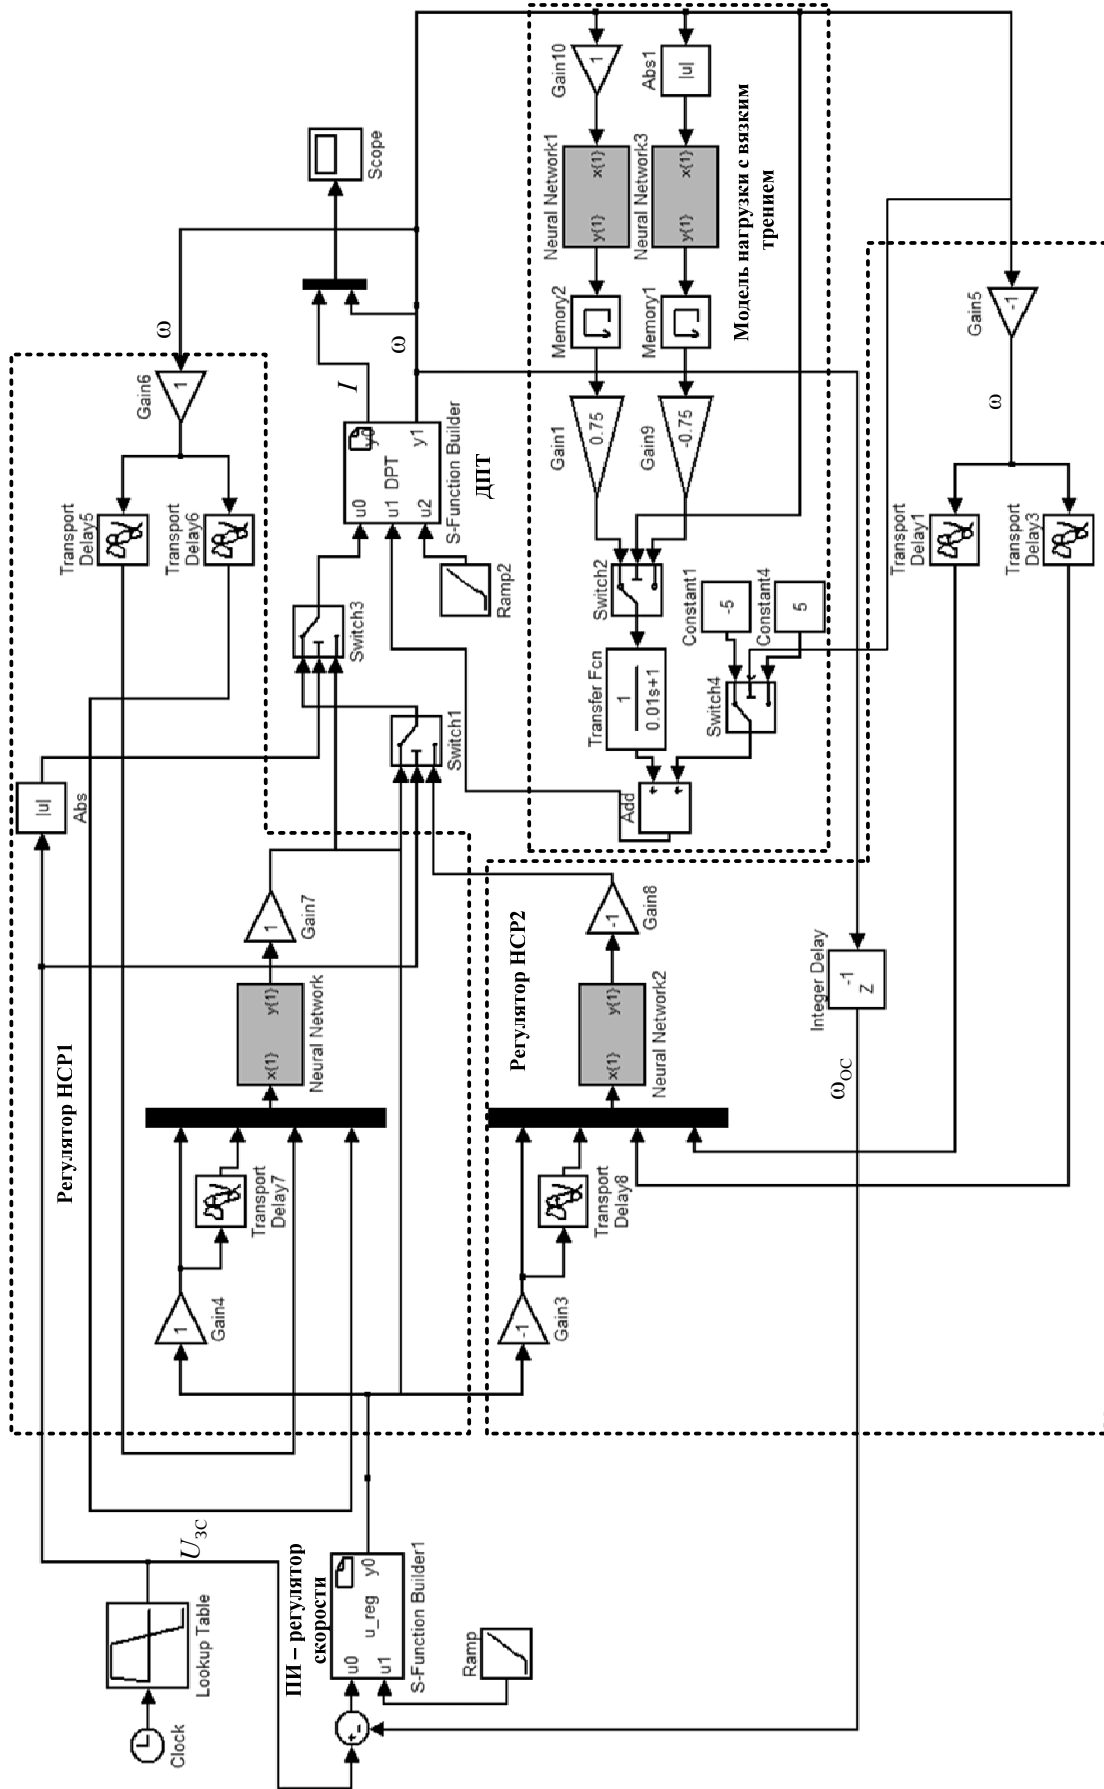 Clock
Lookup Table
U_ЗС
ПИ – регулятор
скорости
u0
u1
u_reg
y0
S-Function Builder1
Ramp
+
-
Регулятор НСР1
1
Gain4
Transport
Delay7
x{1}
y{1}
Neural Network
1
Gain7
|u|
Abs
Switch1
Switch3
Transport
Delay5
Transport
Delay6
1
Gain6
ω
u0
u1
u2
DPT
y0
y1
S-Function Builder
ДПТ
Ramp2
I
ω
Scope
Регулятор НСР2
-1
Gain3
Transport
Delay8
x{1}
y{1}
Neural Network2
-1
Gain8
Add
+
+
1
0.01s+1
Transfer Fcn
Switch2
Switch4
-5
Constant1
5
Constant4
0.75
Gain1
-0.75
Gain9
Memory2
Memory1
y{1}
x{1}
Neural Network1
y{1}
x{1}
Neural Network3
1
Gain10
|u|
Abs1
Модель нагрузки с вязким
трением
Integer Delay
-1
Z
ω_ОС
Transport
Delay1
Transport
Delay3
ω
-1
Gain5